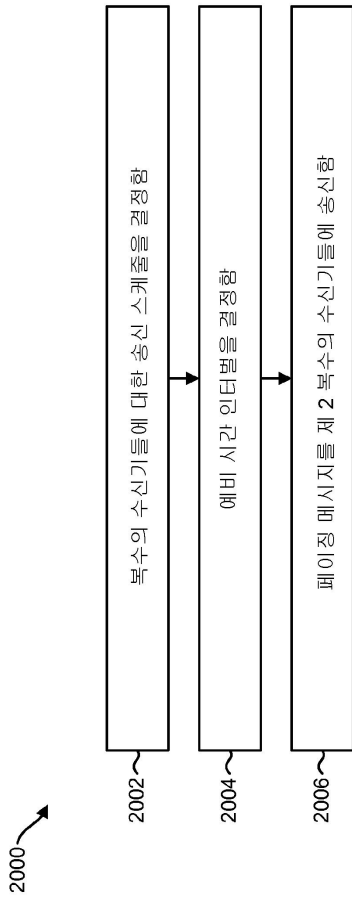 2000
2002
복수의 수신기들에 대한 송신 스케줄을 결정함
2004
예비 시간 인터벌을 결정함
2006
페이징 메시지를 제 2 복수의 수신기들에 송신함